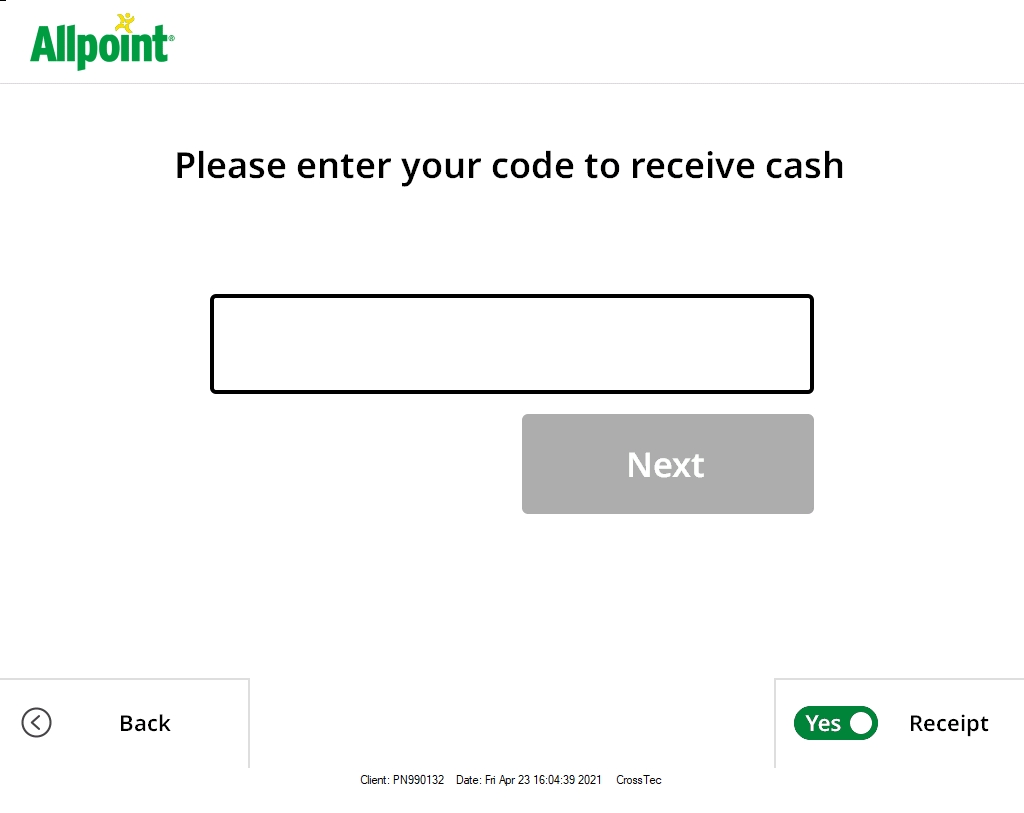 Allpoint®
Please enter your code to receive cash
Next
Back
Yes Receipt
Client: PN990132 Date: Fri Apr 23 16:04:39 2021 CrossTec